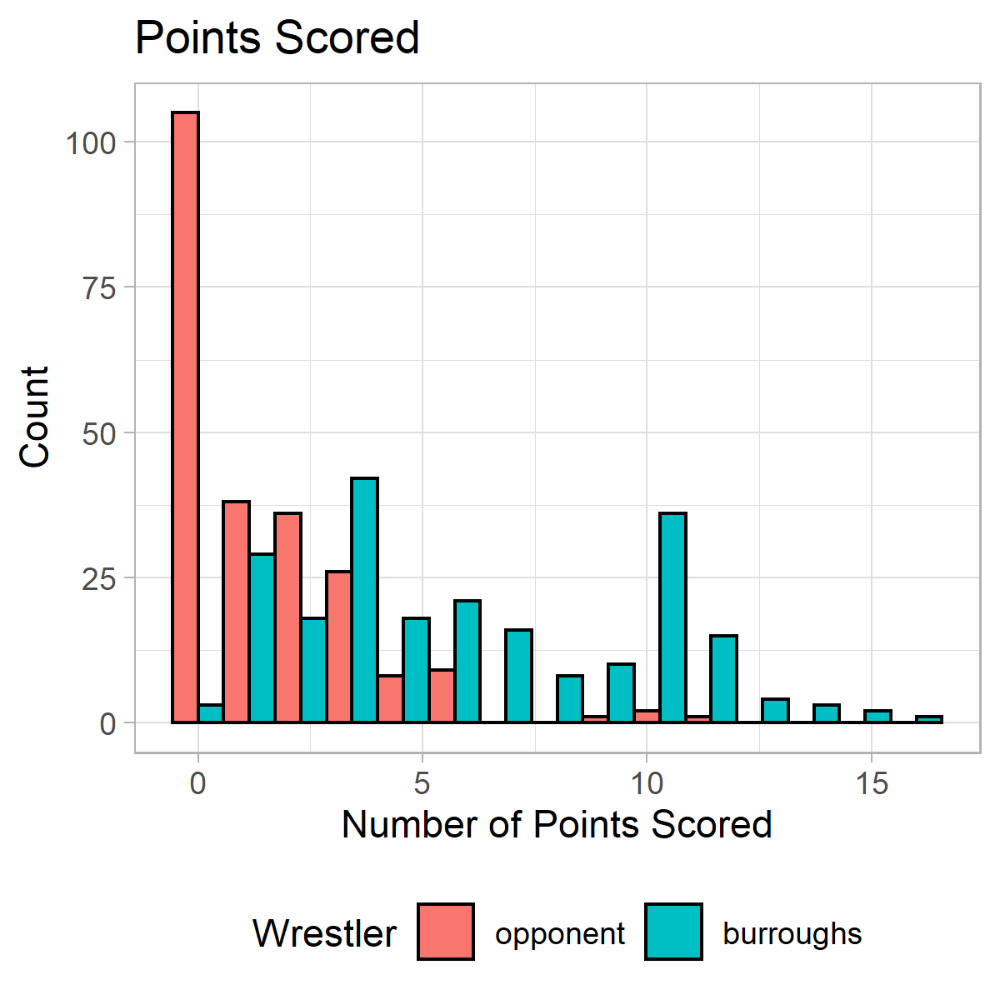 Points Scored
100
75
50
25
0
Count
0 5 10 15
Number of Points Scored
Wrestler opponent burroughs